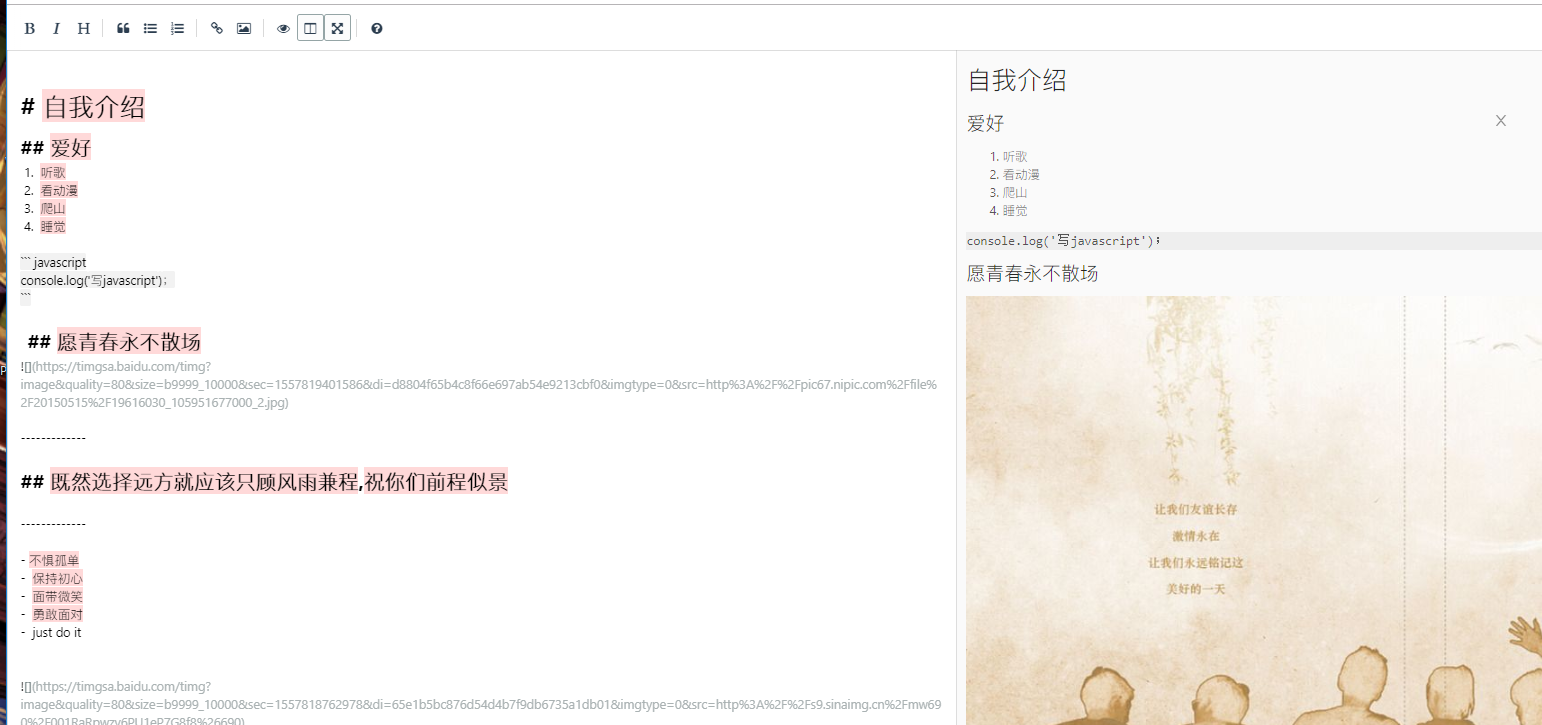 B I H
# 自我介绍
## 爱好
1. 听歌
2. 看动漫
3. 爬山
4. 睡觉
``` javascript
console.log('写javascript')；
```
## 愿青春永不散场
![](https://timgsa.baidu.com/timg?
image&quality=80&size=b9999_10000&sec=1557819401586&di=d8804f65b4c8f66e697ab54e9213cbf0&imgtype=0&src=http%3A%2F%2Fpic67.nipic.com%2Ffile%
2F20150515%2F19616030_105951677000_2.jpg)
-------------
## 既然选择远方就应该只顾风雨兼程,祝你们前程似景
-------------
- 不惧孤单
- 保持初心
- 面带微笑
- 勇敢面对
- just do it
![](https://timgsa.baidu.com/timg?
image&quality=80&size=b9999_10000&sec=1557818762978&di=65e1b5bc876d54d4b7f9db6735a1db01&imgtype=0&src=http%3A%2F%2Fs9.sinaimg.cn%2Fmw69
自我介绍
爱好
X
1. 听歌
2. 看动漫
3. 爬山
4. 睡觉
console.log('写javascript')；
愿青春永不散场
让我们友谊长存
激情永在
让我们永远铭记这
美好的一天